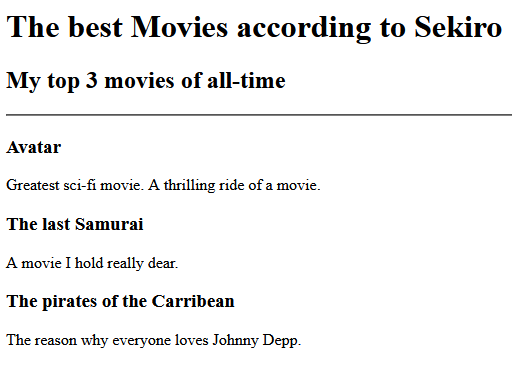 The best Movies according to Sekiro
My top 3 movies of all-time
Avatar
Greatest sci-fi movie. A thrilling ride of a movie.
The last Samurai
A movie I hold really dear.
The pirates of the Carribean
The reason why everyone loves Johnny Depp.